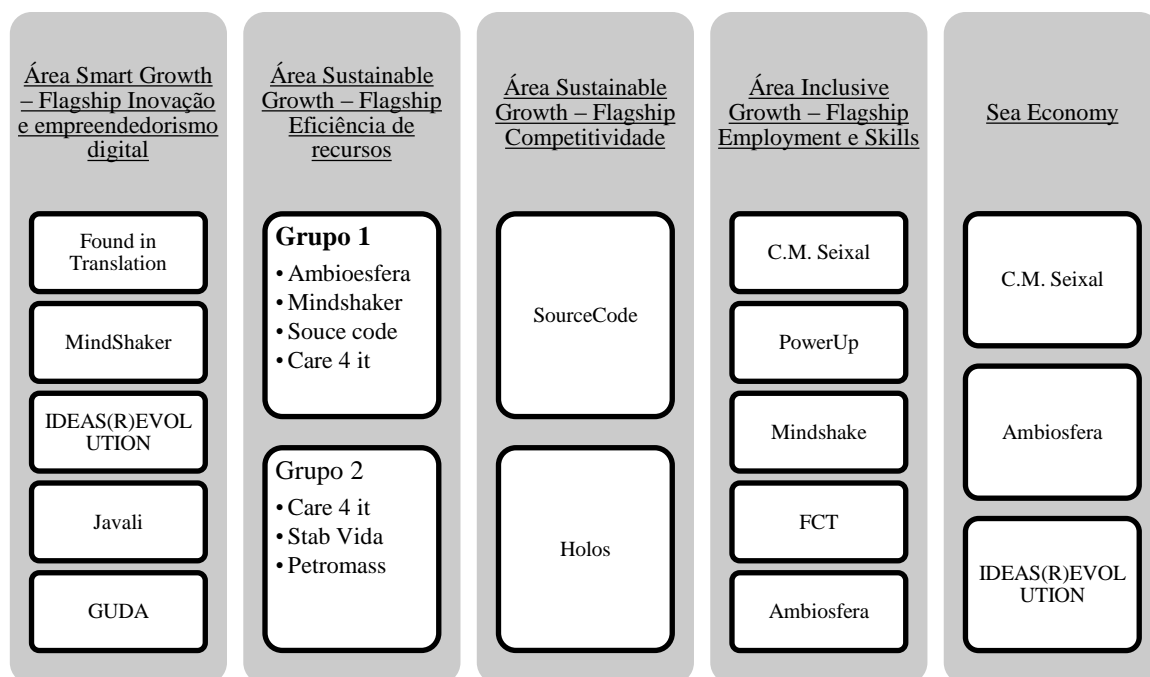 Área Smart Growth
– Flagship Inovação
e empreendedorismo
digital
Found in
Translation
MindShaker
IDEAS(R)EVOL
UTION
Javali
GUDA
Área Sustainable
Growth – Flagship
Eficiência de
recursos
Grupo 1
• Ambioesfera
• Mindshaker
• Souce code
• Care 4 it
Grupo 2
• Care 4 it
• Stab Vida
• Petromass
Área Sustainable
Growth – Flagship
Competitividade
SourceCode
Holos
Área Inclusive
Growth – Flagship
Employment e Skills
C.M. Seixal
PowerUp
Mindshake
FCT
Ambiosfera
Sea Economy
C.M. Seixal
Ambiosfera
IDEAS(R)EVOL
UTION